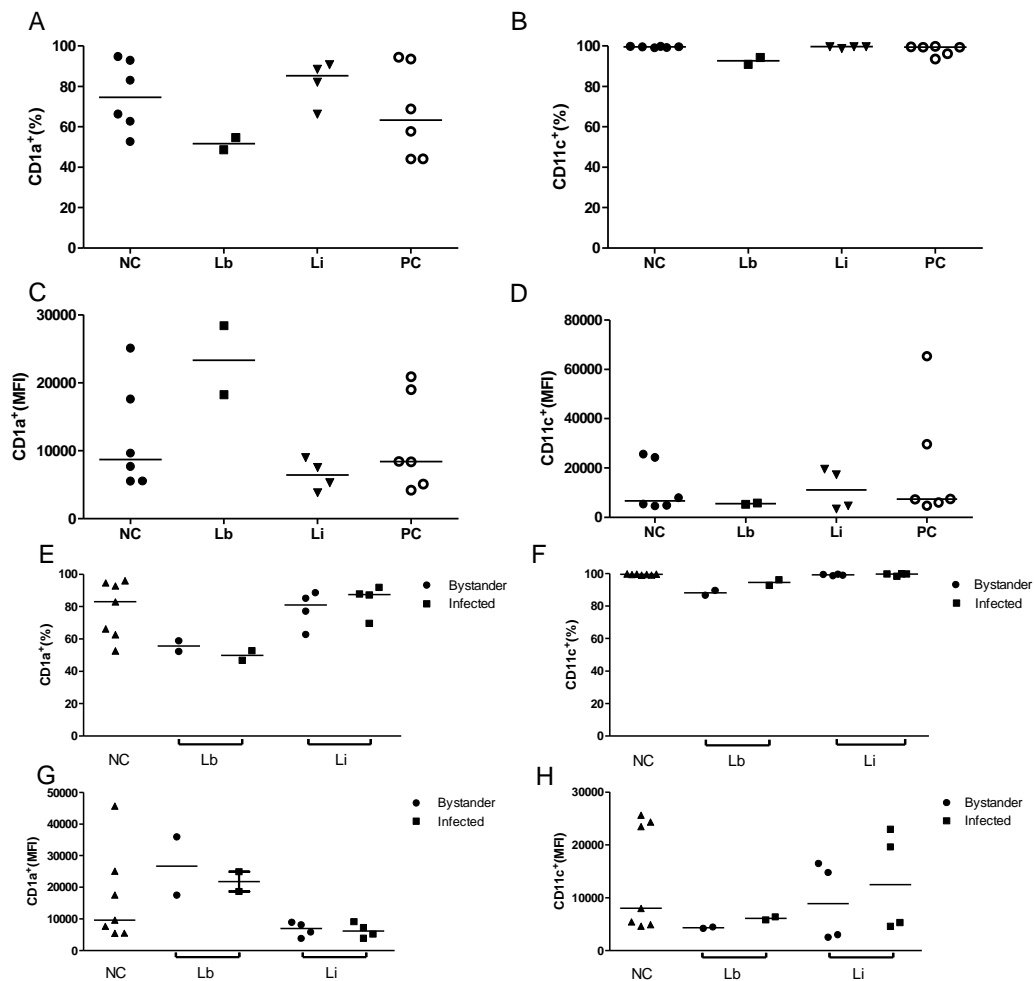 A
CD1a+(%)
100
80
60
40
20
0
NC Lb Li PC
B
CD11c+(%)
100
80
60
40
20
0
NC Lb Li PC
C
CD1a+(MFI)
30000
20000
10000
0
NC Lb Li PC
D
CD11c+(MFI)
80000
60000
40000
20000
0
NC Lb Li PC
E
CD1a+(%)
100
80
60
40
20
0
NC Lb Li
Bystander
Infected
F
CD11c+(%)
100
80
60
40
20
0
NC Lb Li
Bystander
Infected
G
CD1a+(MFI)
50000
40000
30000
20000
10000
0
NC Lb Li
Bystander
Infected
H
CD11c+(MFI)
30000
20000
10000
0
NC Lb Li
Bystander
Infected